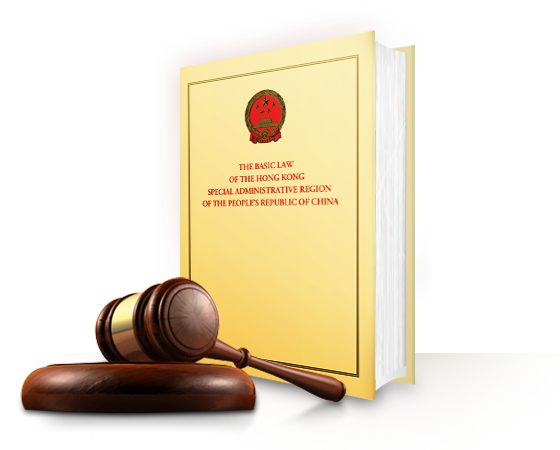 THE BASIC LAW
OF THE HONG KONG
SPECIAL ADMINISTRATIVE REGION
OF THE PEOPLE'S REPUBLIC OF CHINA